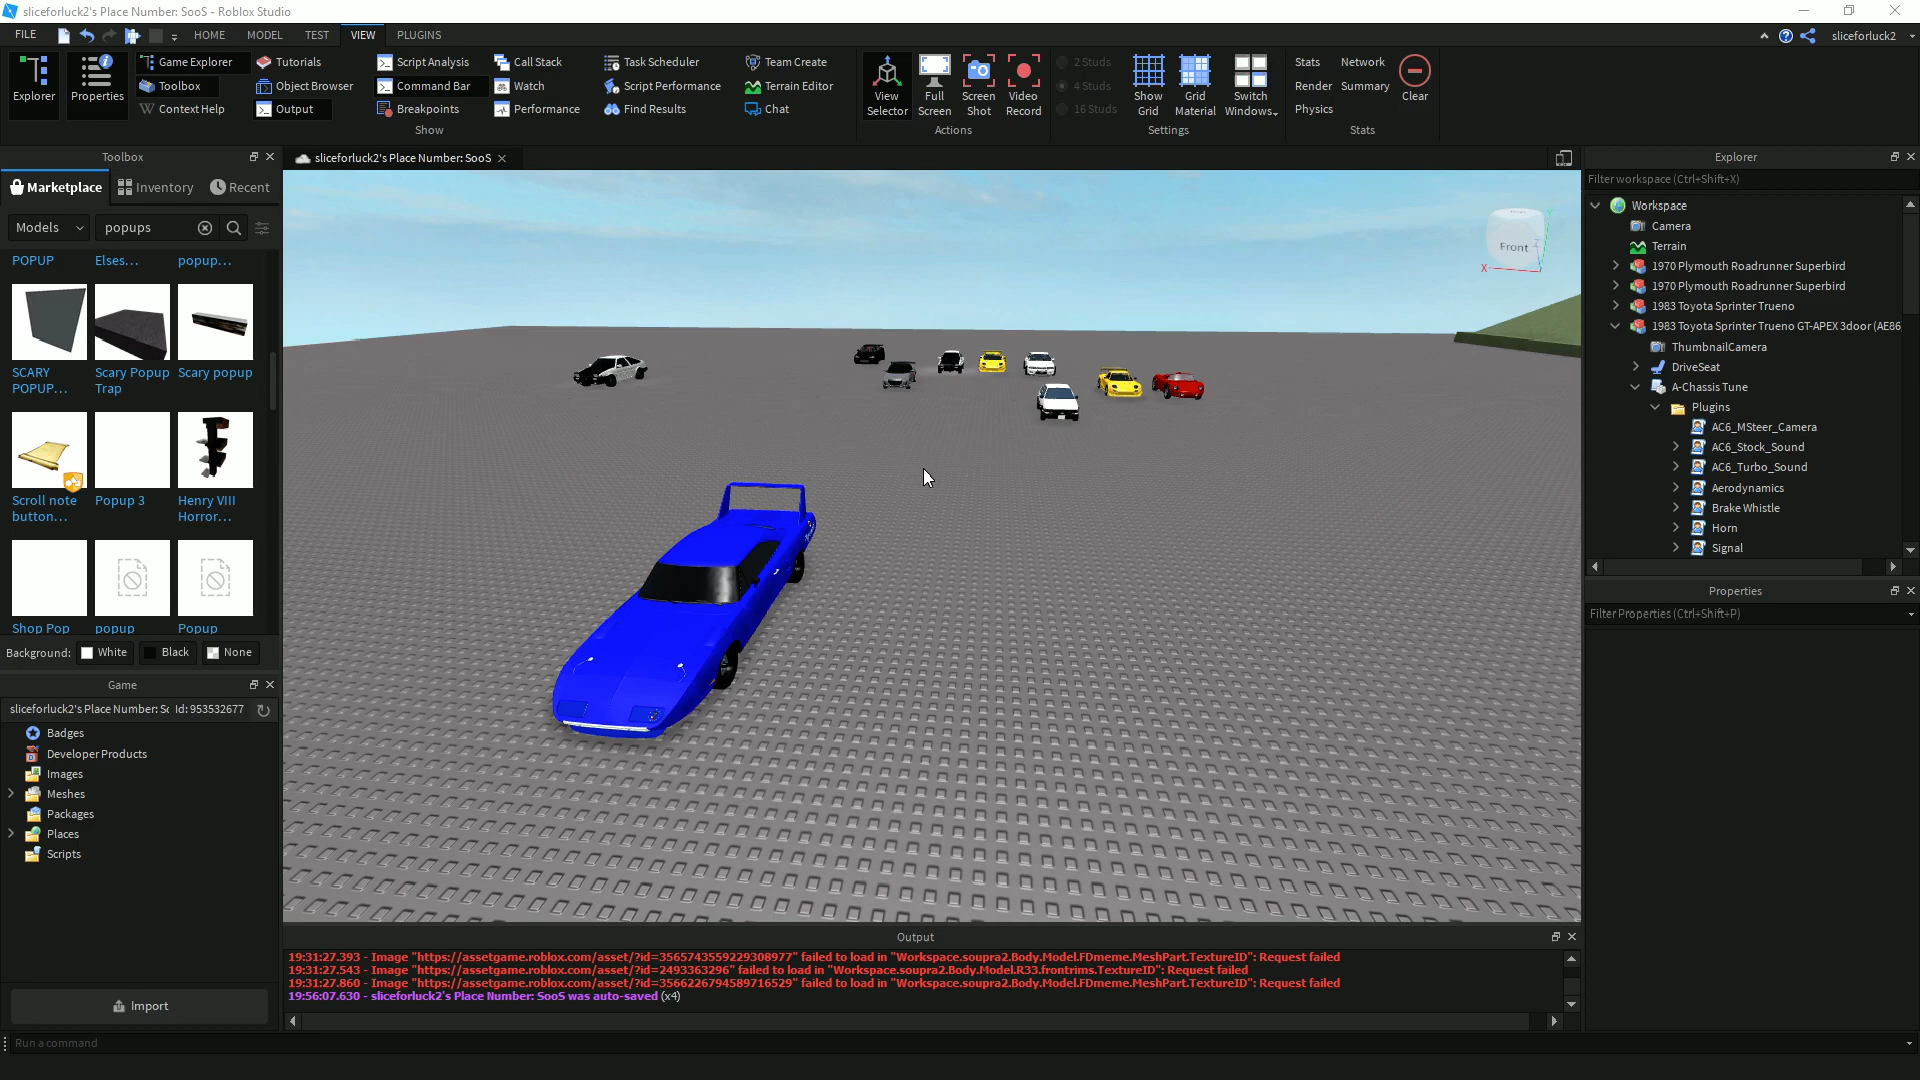 sliceforluck2's Place Number: SooS - Roblox Studio
FILE HOME MODEL TEST VIEW PLUGINS sliceforluck2
Explorer
Properties
Game Explorer
Toolbox
Context Help
Tutorials
Object Browser
Output
Script Analysis
Command Bar
Breakpoints
Call Stack
Watch
Performance
Task Scheduler
Script Performance
Find Results
Team Create
Terrain Editor
Chat
Show
View
Selector
Full
Screen
Screen
Shot
Video
Record
Actions
2 Studs
4 Studs
16 Studs
Show
Grid
Grid
Material
Switch
Windows
Settings
Stats
Render
Physics
Network
Summary
Clear
Stats
Toolbox
Marketplace Inventory Recent
Models popups
POPUP Elses... popup...
SCARY
POPUP...
Scary Popup
Trap
Scary popup
Scroll note
button...
Popup 3
Henry VIII
Horror...
Shop Pop popup Popup
Background: White Black None
Game
sliceforluck2's Place Number: Sc Id: 953532677
Badges
Developer Products
Images
Meshes
Packages
Places
Scripts
Import
sliceforluck2's Place Number: SooS
Front
X
Y
Z
Output
19:31:27.393 - Image "https://assetgame.roblox.com/asset/?id=3565743559229308977" failed to load in "Workspace.soupra2.Body.Model.FDmeme.MeshPart.TextureID": Request failed
19:31:27.543 - Image "https://assetgame.roblox.com/asset/?id=2493363296" failed to load in "Workspace.soupra2.Body.Model.R33.frontrims.TextureID": Request failed
19:31:27.860 - Image "https://assetgame.roblox.com/asset/?id=3566226794589716529" failed to load in "Workspace.soupra2.Body.Model.FDmeme.MeshPart.TextureID": Request failed
19:56:07.630 - sliceforluck2's Place Number: SooS was auto-saved (x4)
Explorer
Filter workspace (Ctrl+Shift+X)
Workspace
Camera
Terrain
1970 Plymouth Roadrunner Superbird
1970 Plymouth Roadrunner Superbird
1983 Toyota Sprinter Trueno
1983 Toyota Sprinter Trueno GT-APEX 3door (AE86
ThumbnailCamera
DriveSeat
A-Chassis Tune
Plugins
AC6_MSteer_Camera
AC6_Stock_Sound
AC6_Turbo_Sound
Aerodynamics
Brake Whistle
Horn
Signal
Properties
Filter Properties (Ctrl+Shift+P)
Run a command